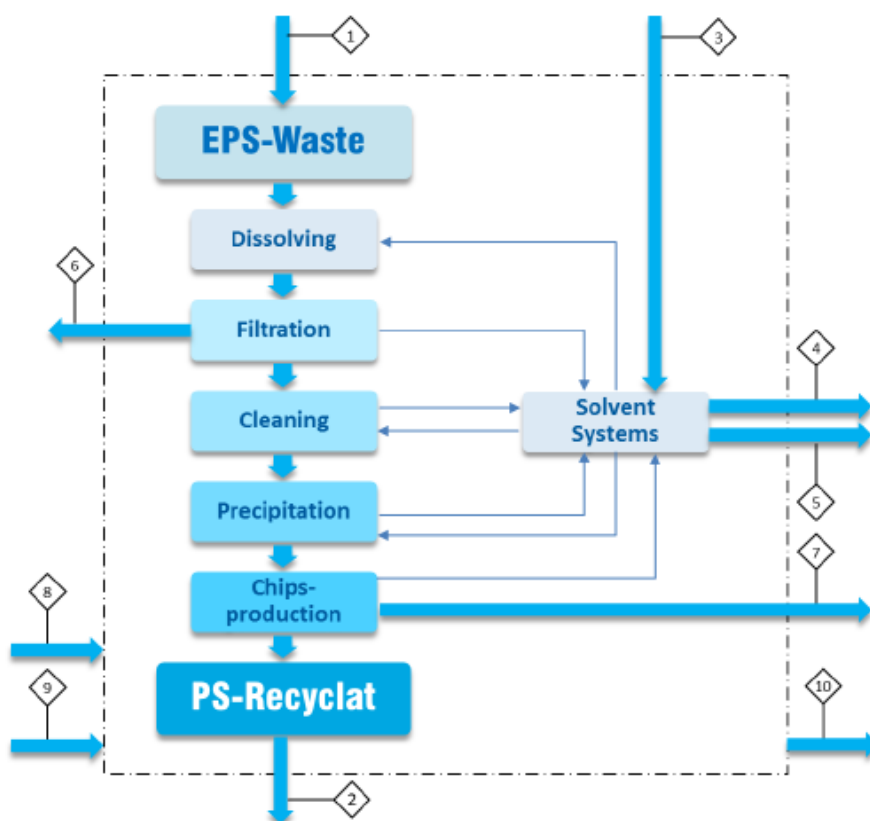 1
3
EPS-Waste
Dissolving
6
Filtration
4
Cleaning
Solvent
Systems
5
Precipitation
7
Chips-
production
8
PS-Recyclat
9
10
2